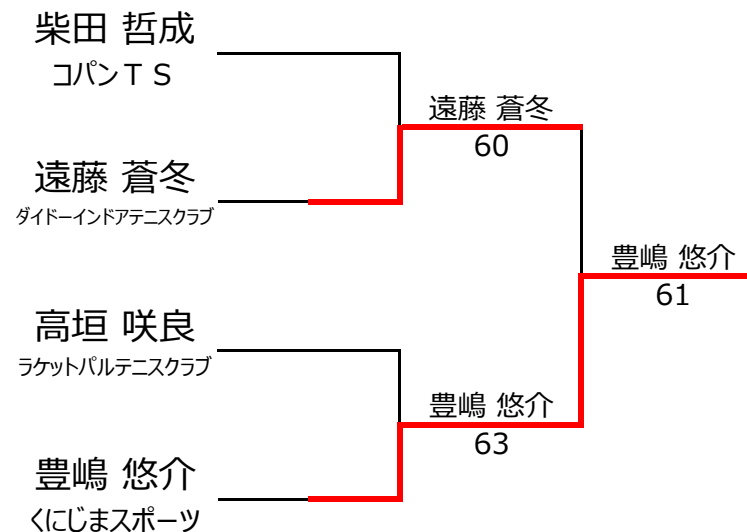 柴田 哲成
コパンＴＳ
遠藤 蒼冬
60
遠藤 蒼冬
ダイドーインドアテニスクラブ
豊嶋 悠介
61
高垣 咲良
ラケットパルテニスクラブ
豊嶋 悠介
63
豊嶋 悠介
くにじまスポーツ